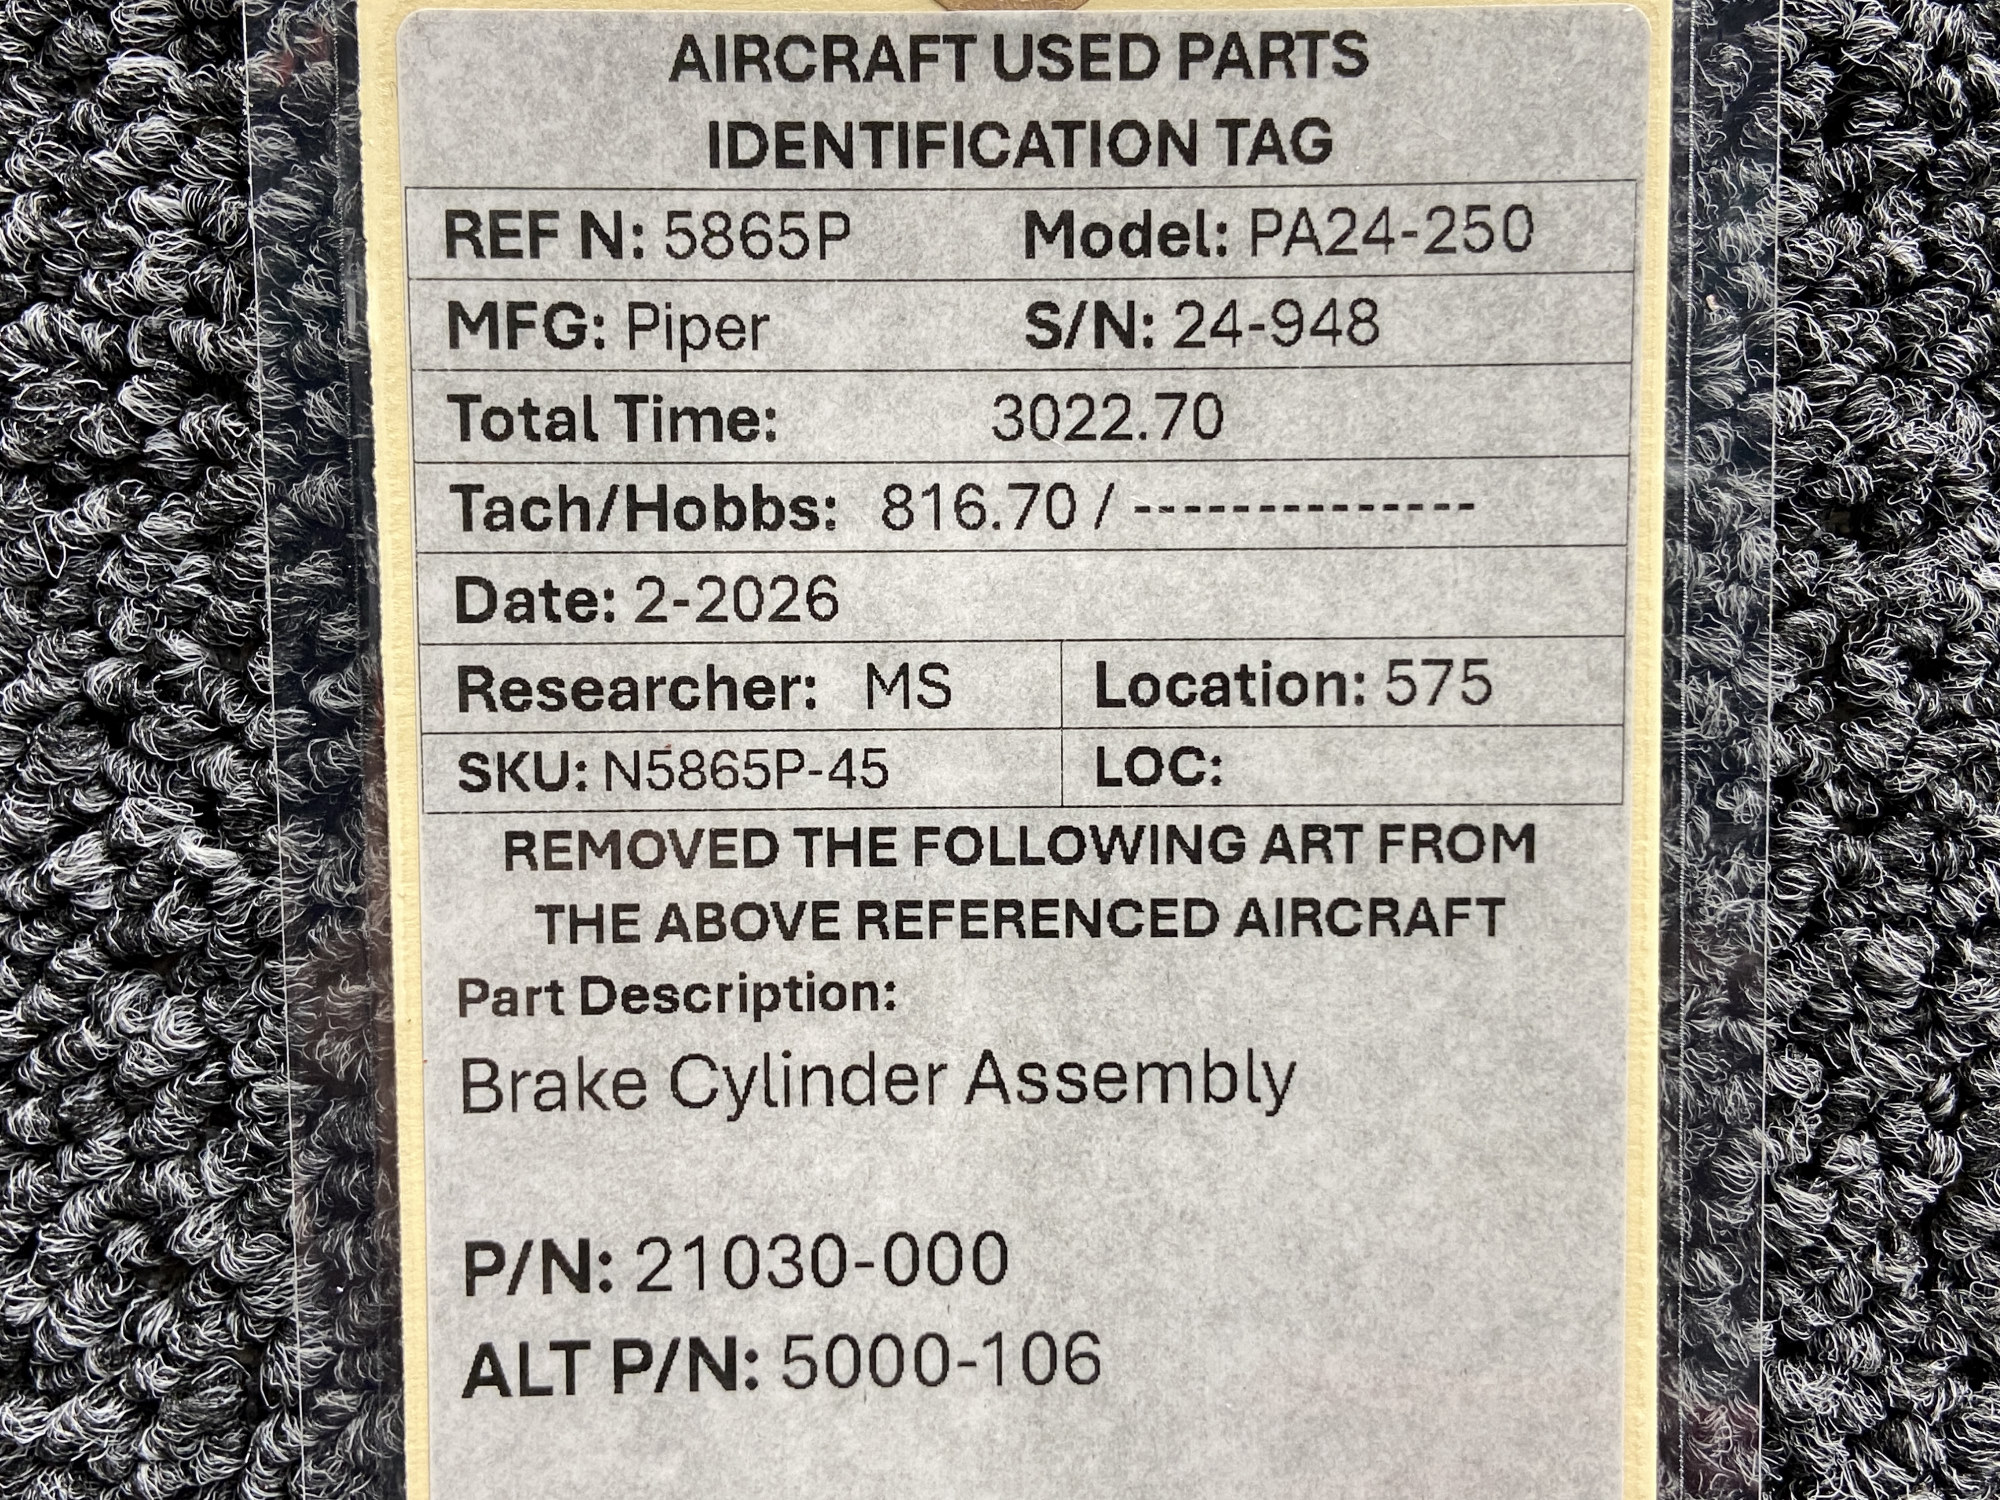 AIRCRAFT USED PARTS
IDENTIFICATION TAG
REF N: 5865P Model: PA24-250
MFG: Piper S/N: 24-948
Total Time: 3022.70
Tach/Hobbs: 816.70 / --------------
Date: 2-2026
Researcher: MS Location: 575
SKU: N5865P-45 LOC:
REMOVED THE FOLLOWING ART FROM
THE ABOVE REFERENCED AIRCRAFT
Part Description:
Brake Cylinder Assembly
P/N: 21030-000
ALT P/N: 5000-106